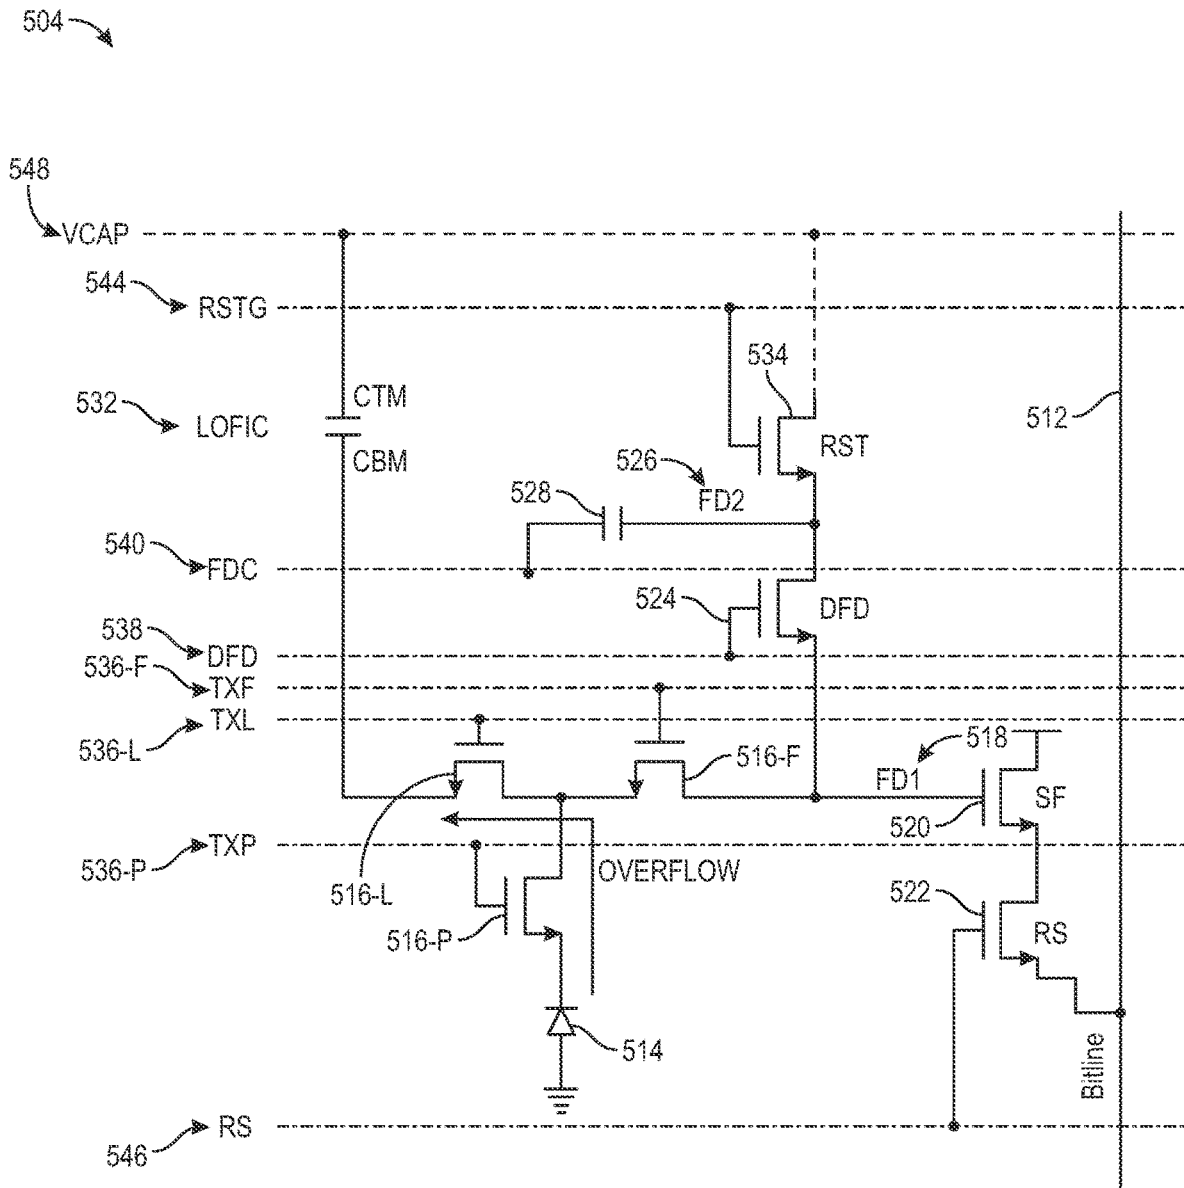 504
548
VCAP
544
RSTG
534
532
LOFIC
CTM
CBM
RST
512
526
FD2
528
540
FDC
524
DFD
538
DFD
536-F
TXF
TXL
536-L
516-F
518
FD1
SF
520
TXP
536-P
516-L
OVERFLOW
522
516-P
RS
514
Bitline
RS
546